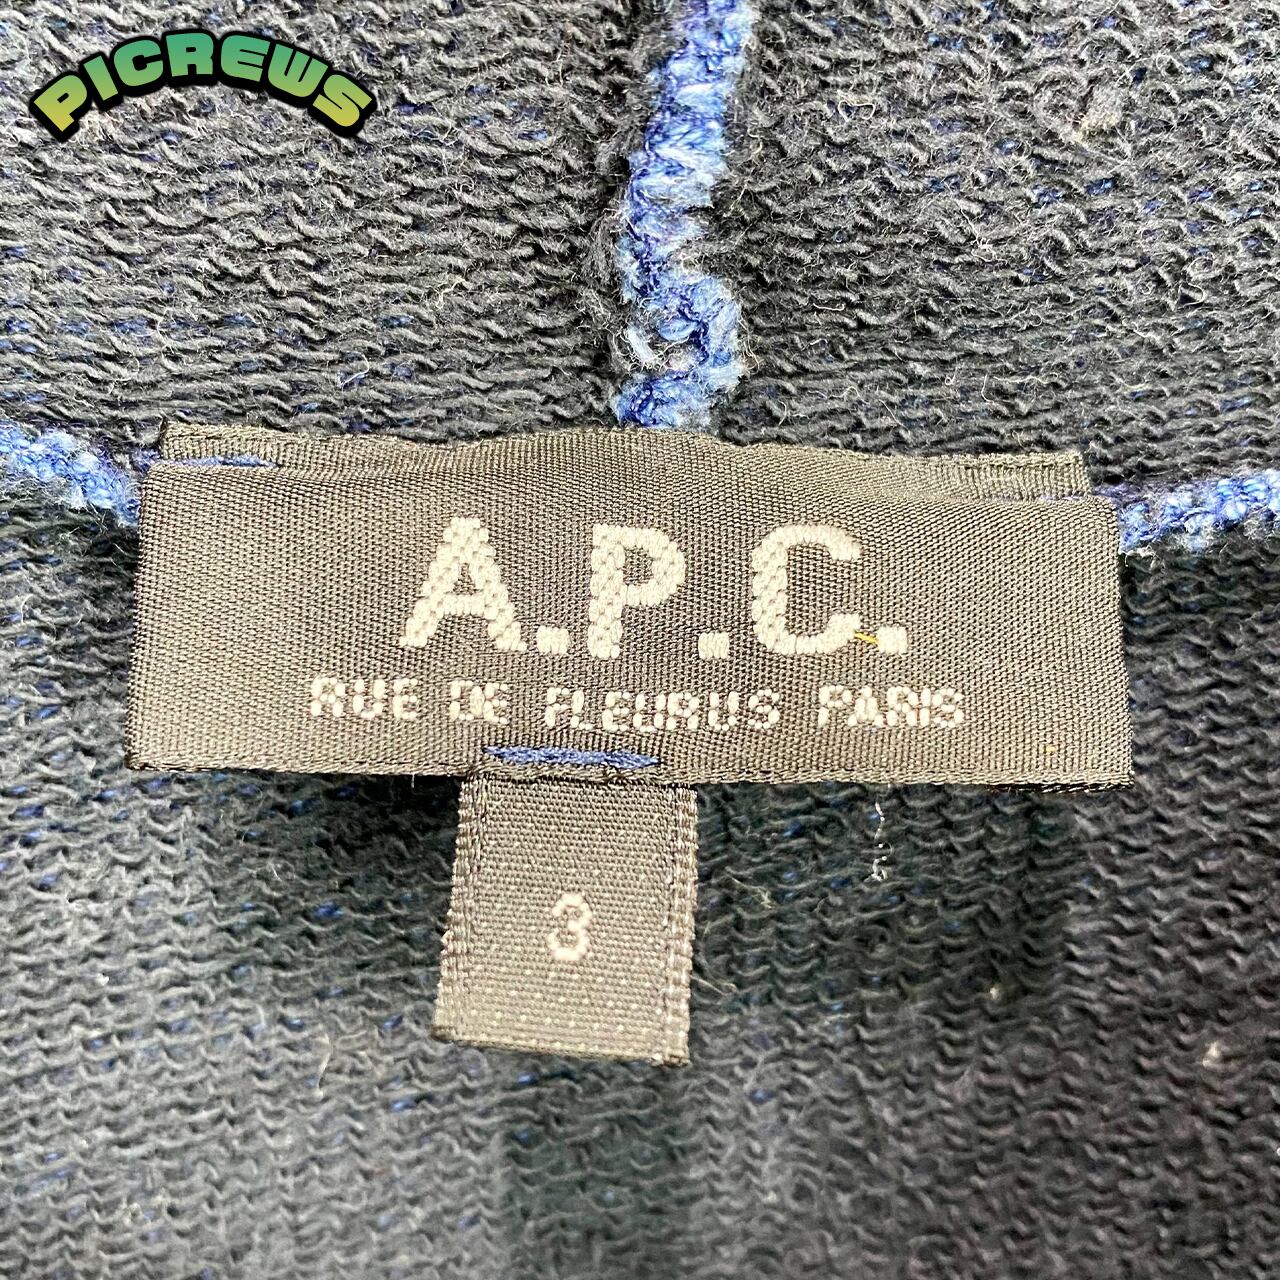 PICREWS
A.P.C.
RUE DE FLEURUS PARIS
3